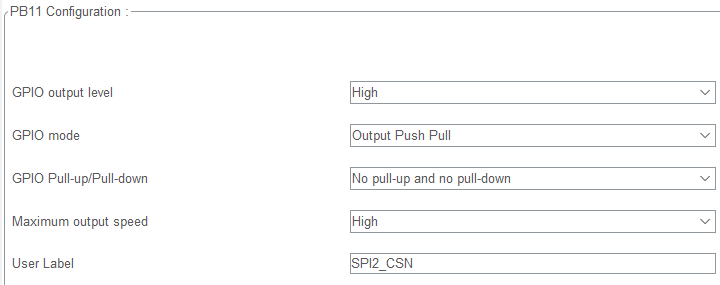 PB11 Configuration :
GPIO output level High
GPIO mode Output Push Pull
GPIO Pull-up/Pull-down No pull-up and no pull-down
Maximum output speed High
User Label SPI2_CSN